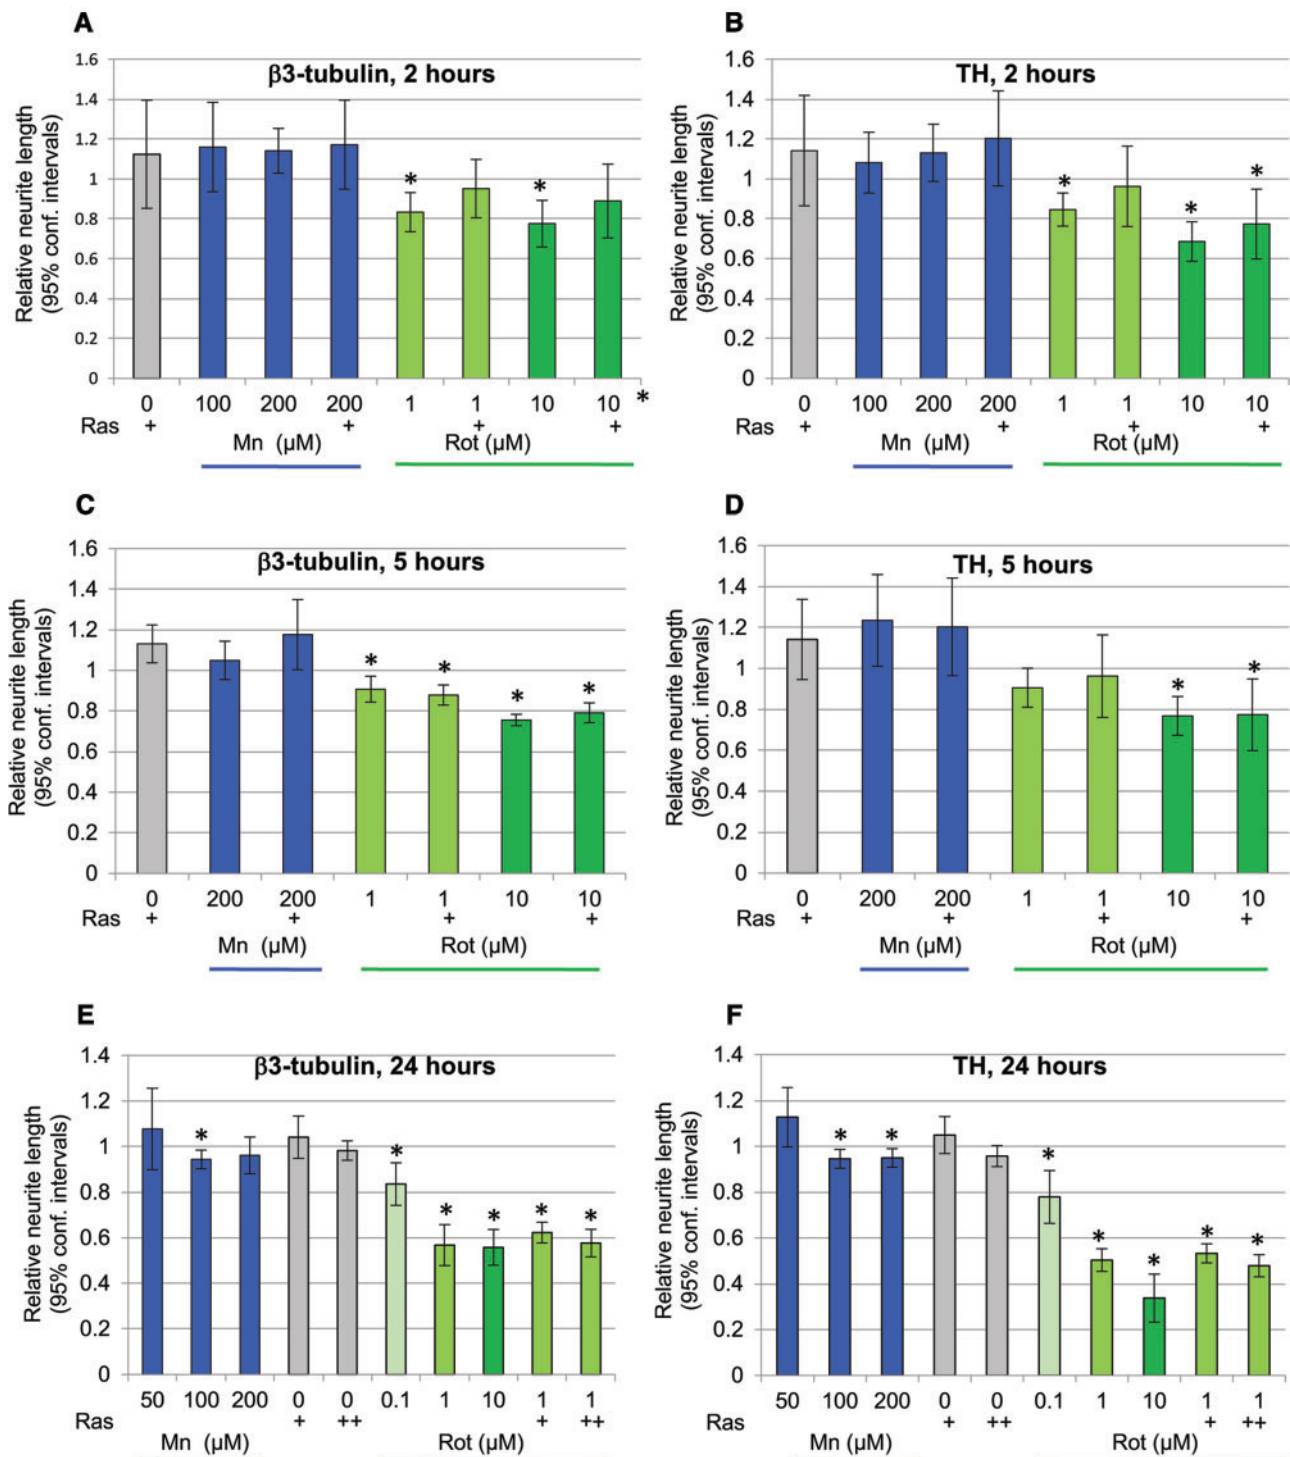 A
β3-tubulin, 2 hours
Relative neurite length
(95% conf. intervals)
1.6
1.4
1.2
1
0.8
0.6
0.4
0.2
0
* *
0 100 200 200 1 1 10 10 *
Ras + + + +
Mn (µM) Rot (µM)
B
TH, 2 hours
Relative neurite length
(95% conf. intervals)
1.6
1.4
1.2
1
0.8
0.6
0.4
0.2
0
* * *
0 100 200 200 1 1 10 10
Ras + + + +
Mn (µM) Rot (µM)
C
β3-tubulin, 5 hours
Relative neurite length
(95% conf. intervals)
1.6
1.4
1.2
1
0.8
0.6
0.4
0.2
0
* * * *
0 200 200 1 1 10 10
Ras + + + +
Mn (µM) Rot (µM)
D
TH, 5 hours
Relative neurite length
(95% conf. intervals)
1.6
1.4
1.2
1
0.8
0.6
0.4
0.2
0
* *
0 200 200 1 1 10 10
Ras + + + +
Mn (µM) Rot (µM)
E
β3-tubulin, 24 hours
Relative neurite length
(95% conf. intervals)
1.4
1.2
1
0.8
0.6
0.4
0.2
0
* * * * * *
50 100 200 0 0 0.1 1 10 1 1
Ras + ++ + ++
Mn (µM) Rot (µM)
F
TH, 24 hours
Relative neurite length
(95% conf. intervals)
1.4
1.2
1
0.8
0.6
0.4
0.2
0
* * * * * * *
50 100 200 0 0 0.1 1 10 1 1
Ras + ++ + ++
Mn (µM) Rot (µM)